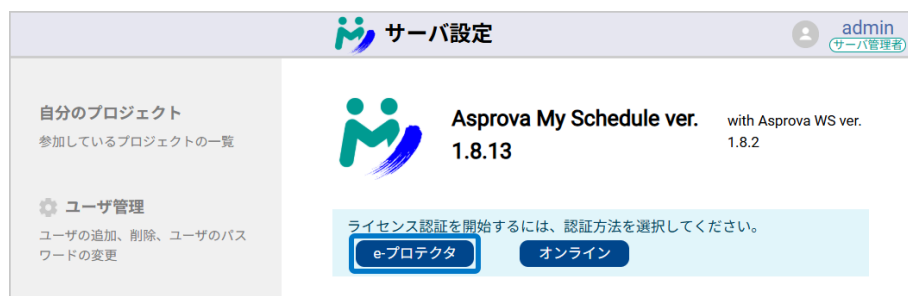 サーバ設定
admin
サーバ管理者
自分のプロジェクト
参加しているプロジェクトの一覧
ユーザ管理
ユーザの追加、削除、ユーザのパス
ワードの変更
Asprova My Schedule ver.
1.8.13
with Asprova WS ver.
1.8.2
ライセンス認証を開始するには、認証方法を選択してください。
e-プロテクタ
オンライン